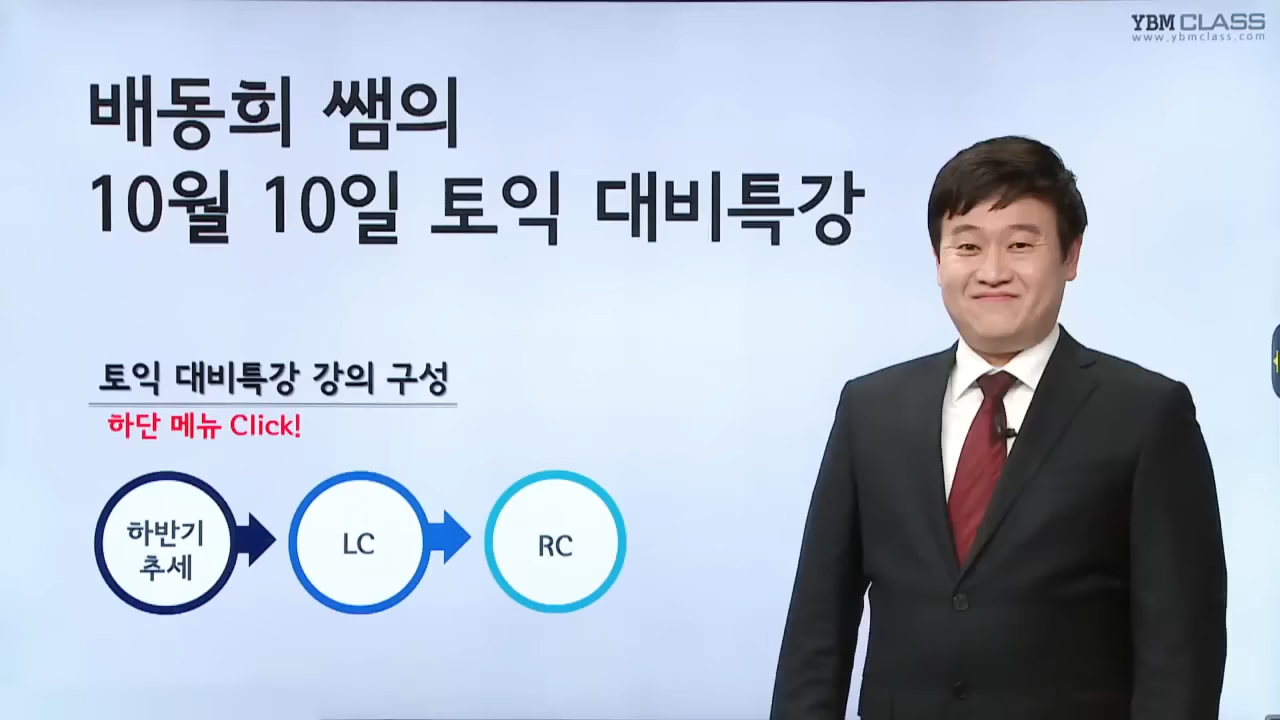 YBM CLASS
www.ybmclass.com
배동희 쌤의
10월 10일 토익 대비특강
토익 대비특강 강의 구성
하단 메뉴 Click!
하반기
추세
LC
RC